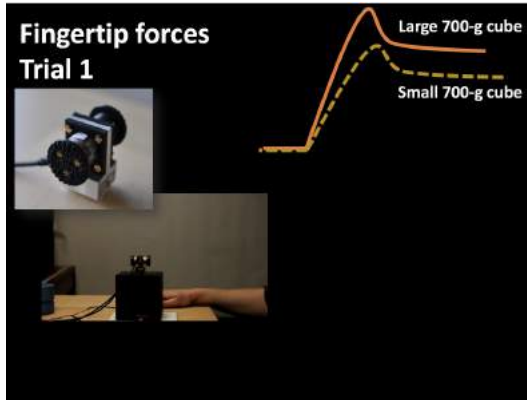 Fingertip forces
Trial 1
Large 700-g cube
Small 700-g cube